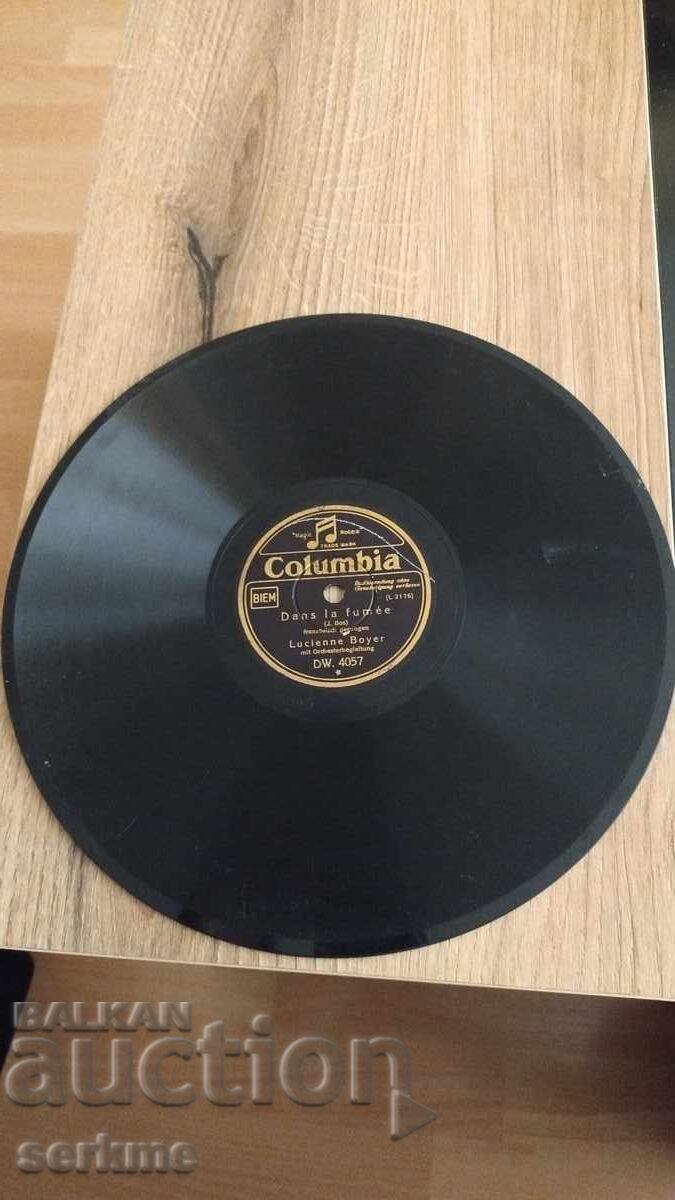 "Magic NOTES
TRADE MARK
Columbia
BIEM
[L 2176]
Dans la fumée
(J. Bos)
französisch gesungen
Lucienne Boyer
mit Orchesterbegleitung
DW. 4057
BALKAN
auction
serkme